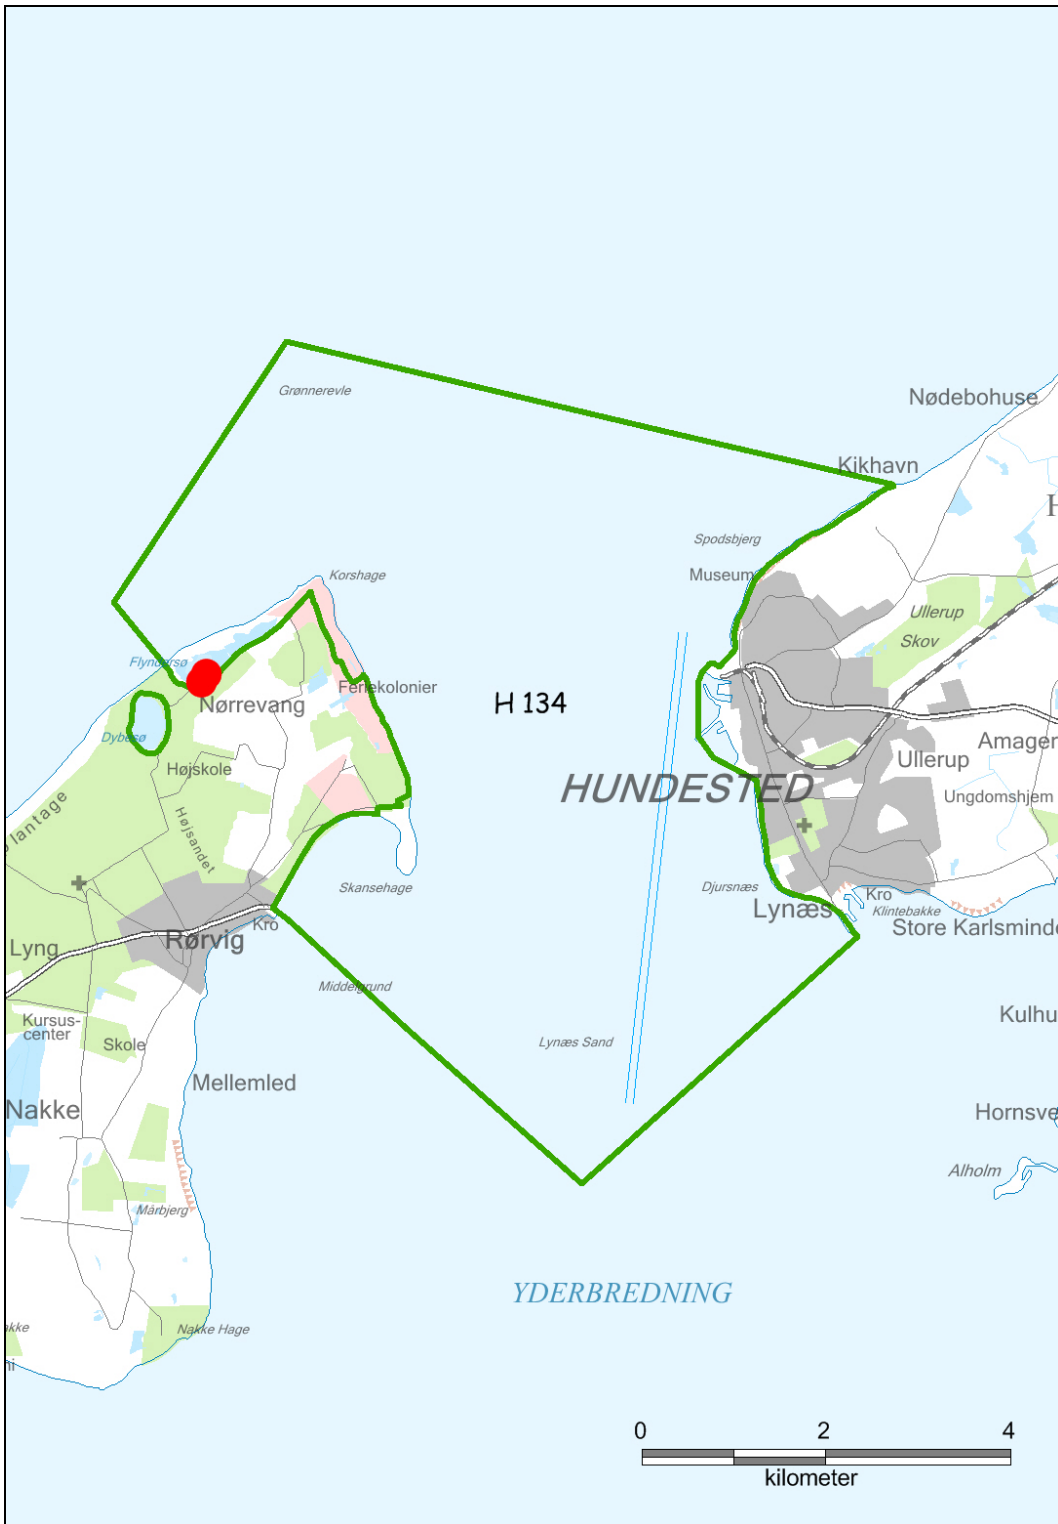 Grønnerevle
Nødebohuse
Kikhavn
H
Spodsbjerg
Museum
Korshage
Ullerup
Skov
Flyndersø
Feriekolonier
Nørrevang
H 134
Dybesø
Amager
Højskole
Ullerup
HUNDESTED
Ungdomshjem
lantage
Højsandet
Skansehage
Djursnæs
Kro
Lynæs
Klintebakke
Kro
Store Karlsminde
Lyng
Rørvig
Middelgrund
Kulhu
Kursus-
center
Skole
Lynæs Sand
Mellemled
Nakke
Hornsve
Alholm
Mårbjerg
YDERBREDNING
kke
Nakke Hage
ni
0 2 4
kilometer